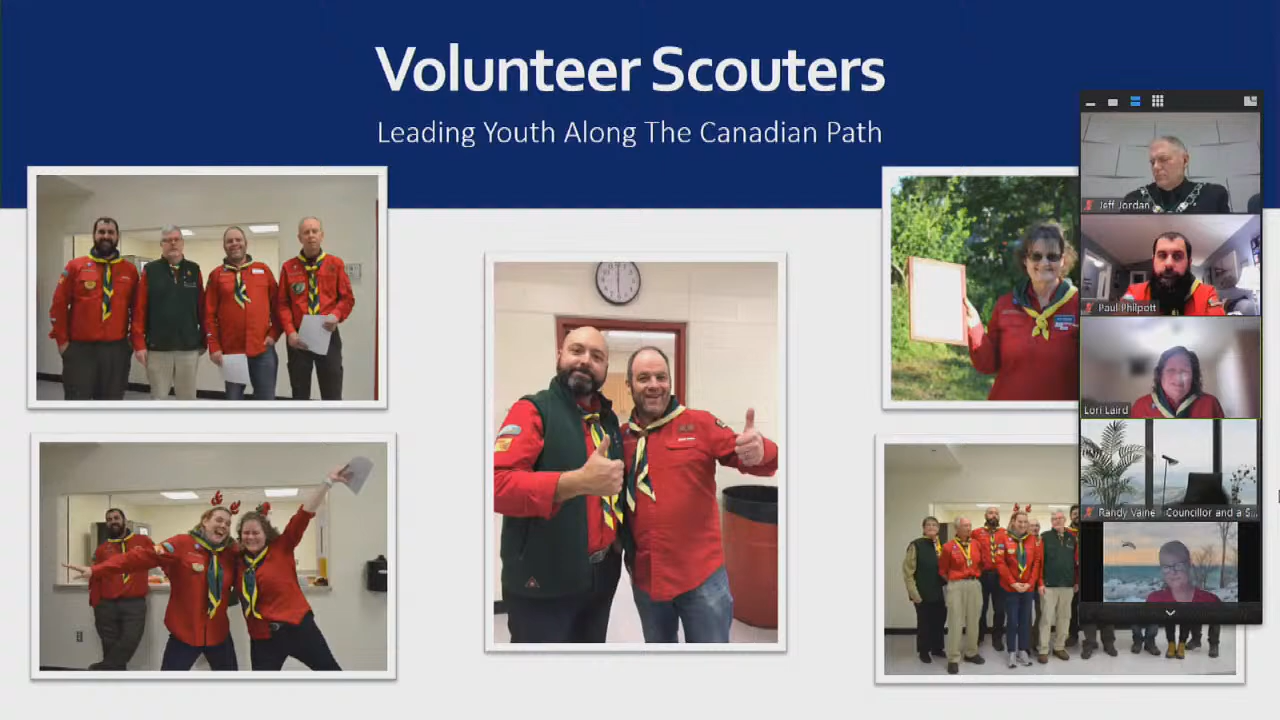 Volunteer Scouters
Leading Youth Along The Canadian Path
Jeff Jordan
Paul Philpott
Lori Laird
Randy Vaine Councillor and a S...